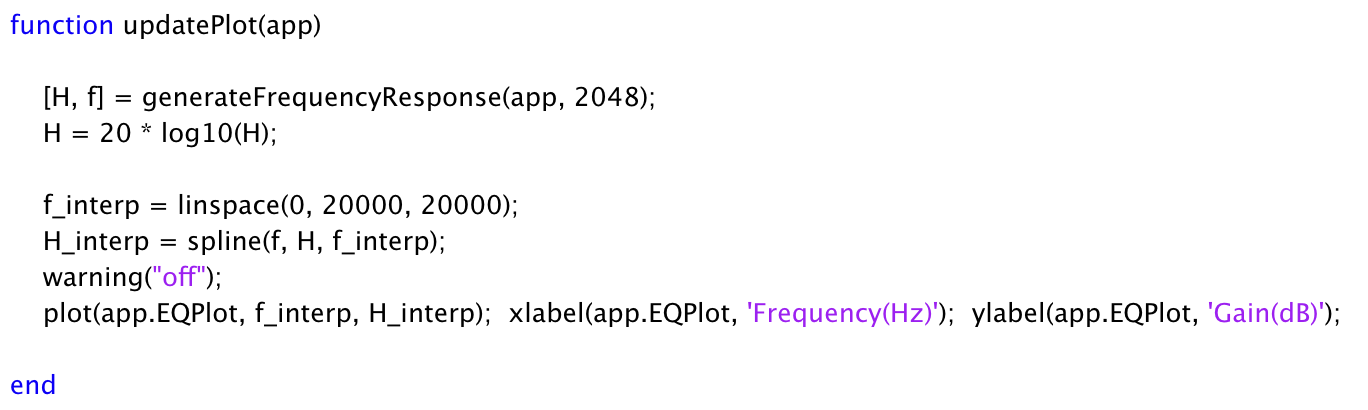 function updatePlot(app)
[H, f] = generateFrequencyResponse(app, 2048);
H = 20 * log10(H);
f_interp = linspace(0, 20000, 20000);
H_interp = spline(f, H, f_interp);
warning("off");
plot(app.EQPlot, f_interp, H_interp);  xlabel(app.EQPlot, 'Frequency(Hz)');  ylabel(app.EQPlot, 'Gain(dB)');
end